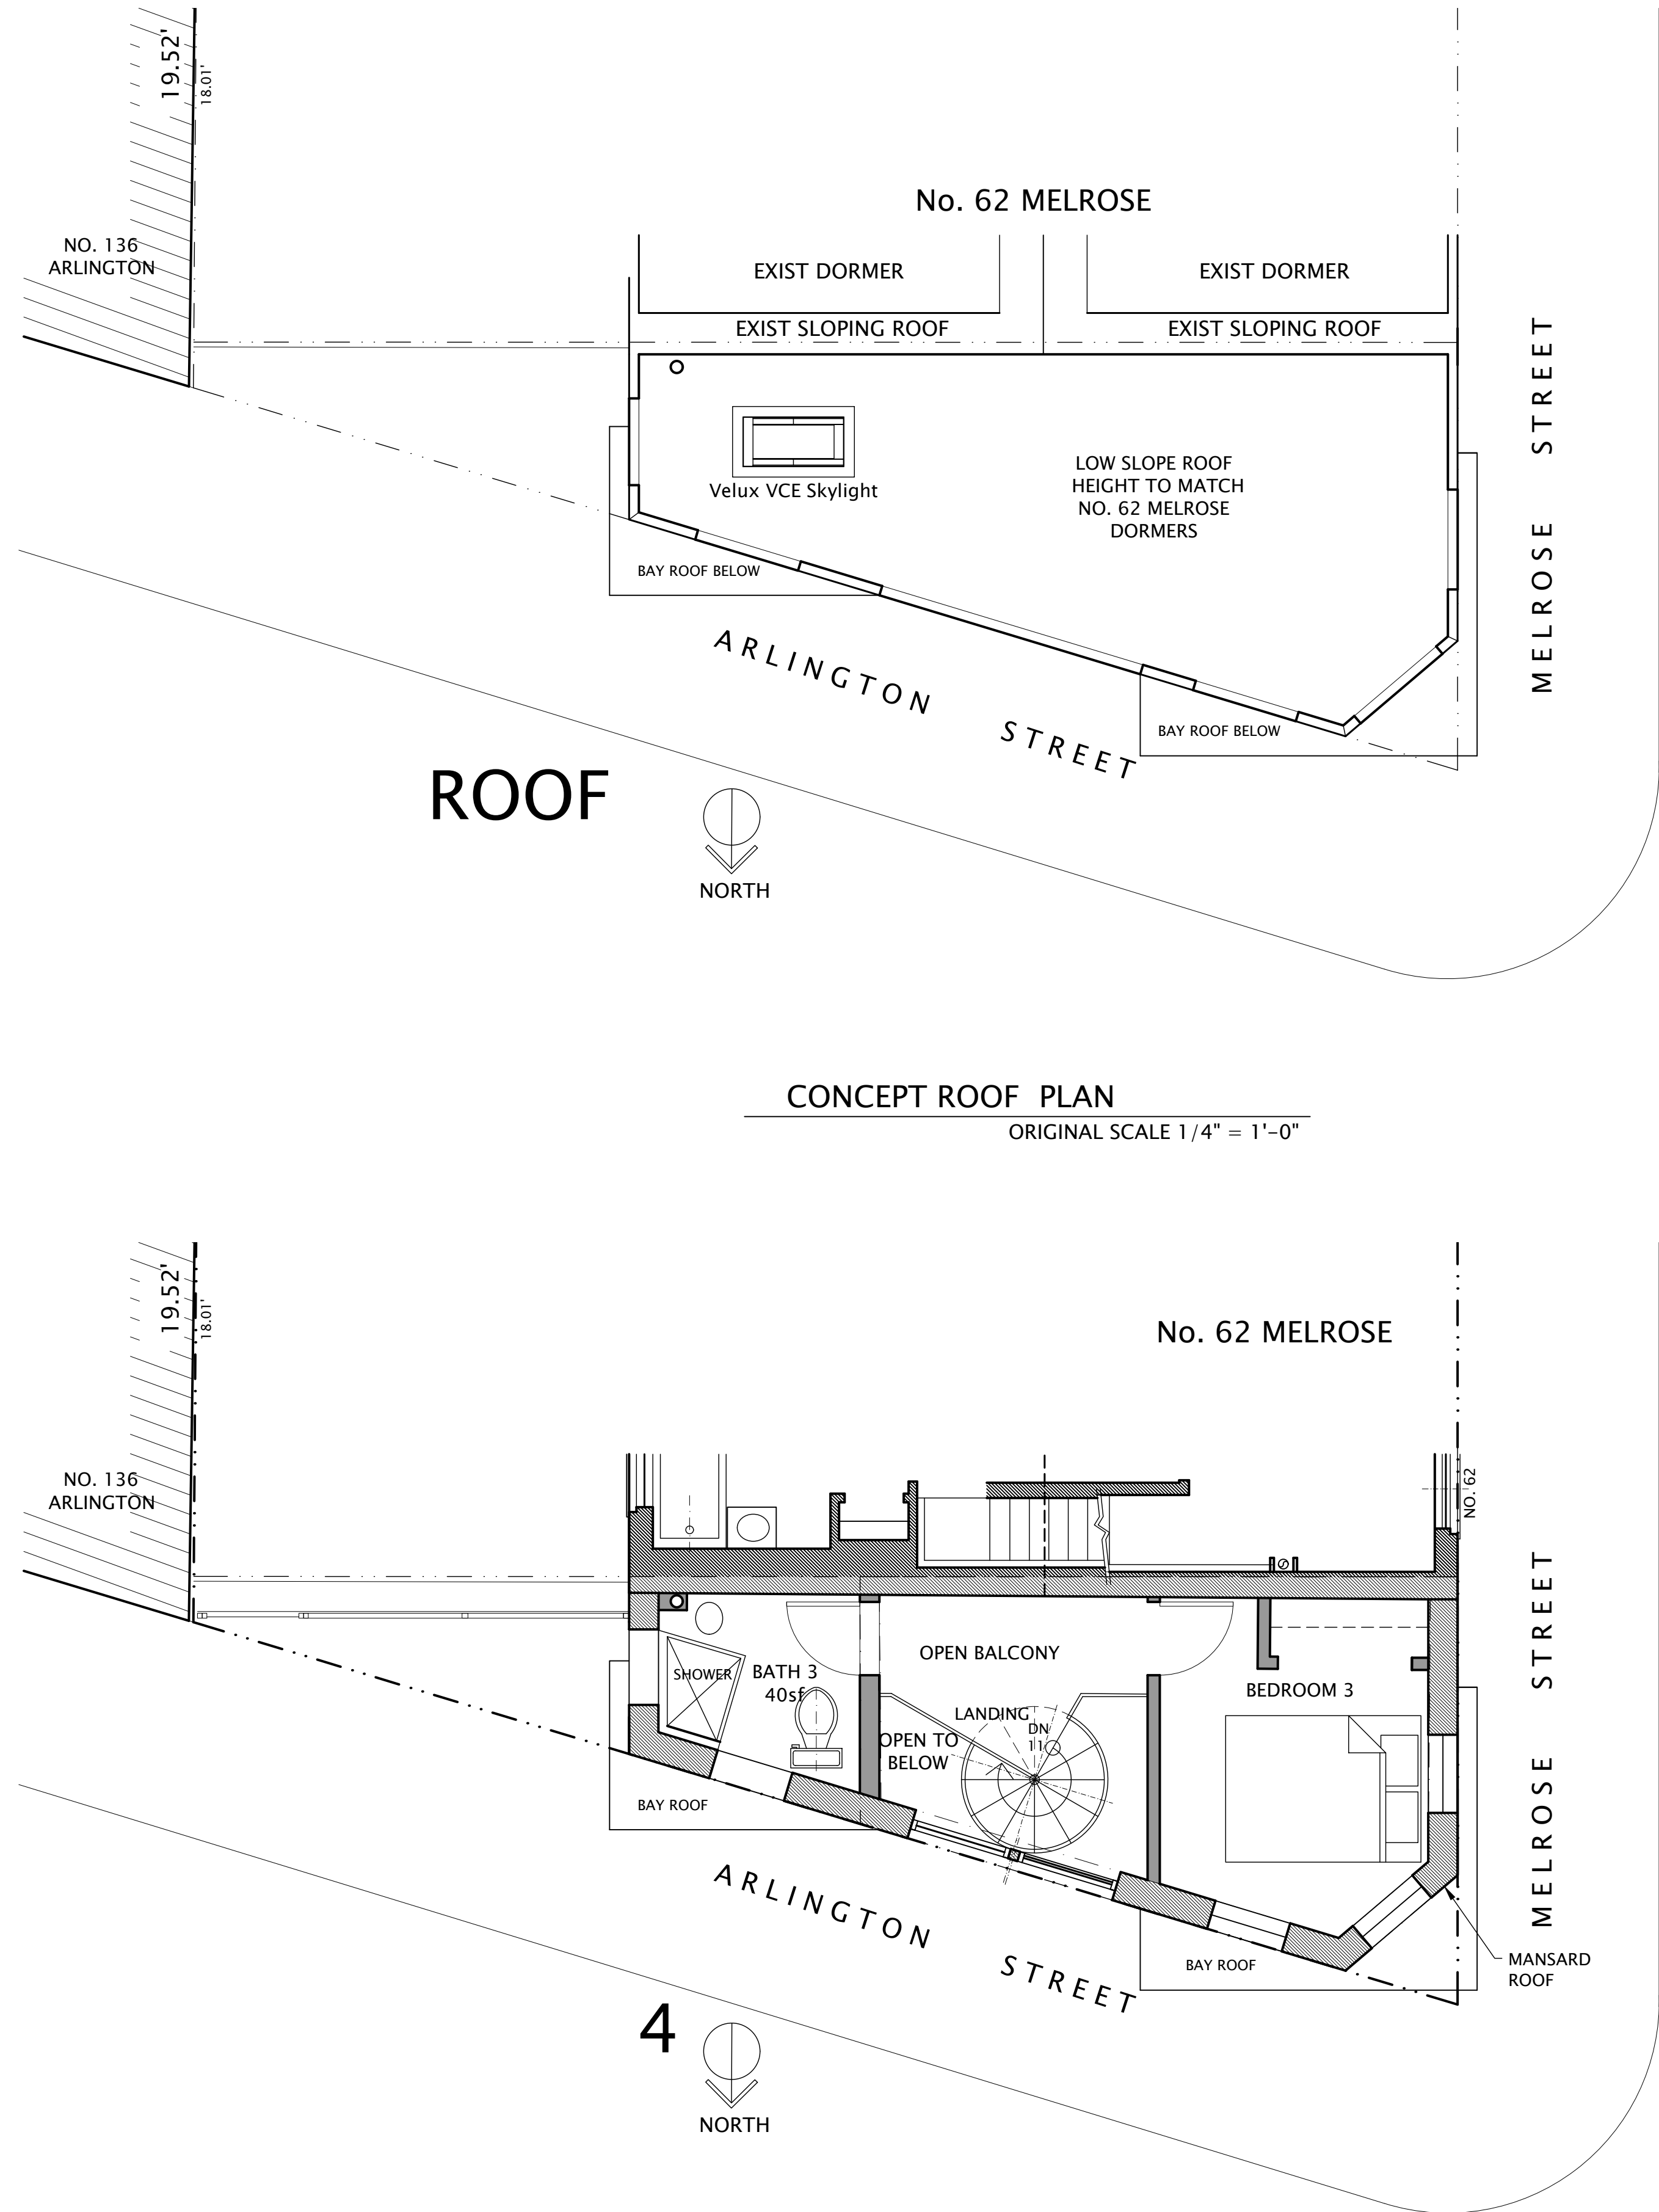 19.52'
18.01'
No. 62 MELROSE
NO. 136
ARLINGTON
EXIST DORMER
EXIST DORMER
EXIST SLOPING ROOF
EXIST SLOPING ROOF
Velux VCE Skylight
LOW SLOPE ROOF
HEIGHT TO MATCH
NO. 62 MELROSE
DORMERS
MELROSE STREET
BAY ROOF BELOW
ARLINGTON STREET
BAY ROOF BELOW
ROOF
NORTH
CONCEPT ROOF PLAN
ORIGINAL SCALE 1/4" = 1'-0"
19.52'
18.01'
No. 62 MELROSE
NO. 136
ARLINGTON
NO. 62
OPEN BALCONY
SHOWER
BATH 3
40sf
BEDROOM 3
LANDING
DN
11
OPEN TO
BELOW
MELROSE STREET
BAY ROOF
ARLINGTON STREET
BAY ROOF
MANSARD
ROOF
4
NORTH